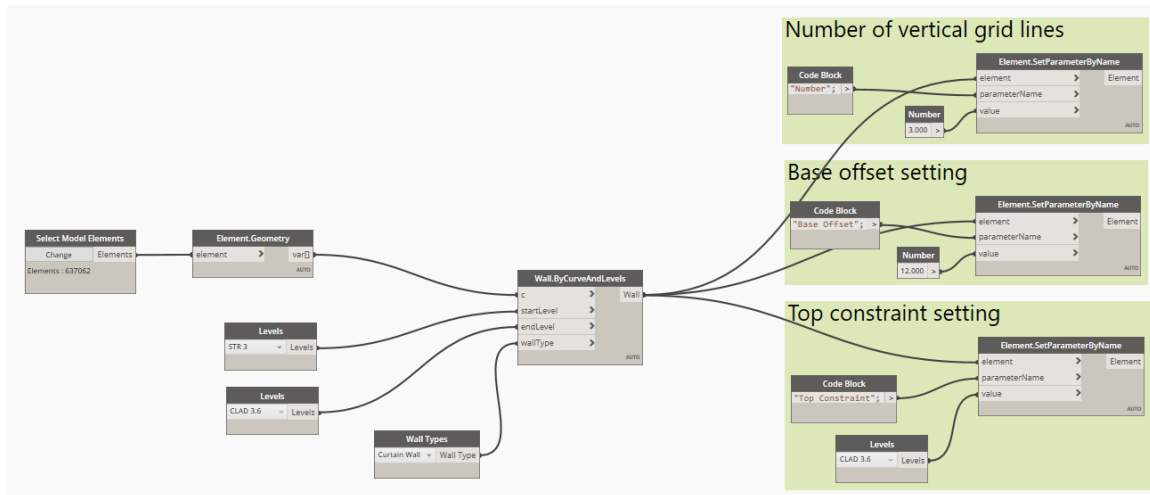 Number of vertical grid lines
Element.SetParameterByName
Code Block
element > Element
"Number"; >
parameterName >
Number
value >
3.000 >
AUTO
Base offset setting
Element.SetParameterByName
Code Block
element > Element
"Base Offset"; >
parameterName >
Number
value >
12.000 >
AUTO
Select Model Elements
Change Elements
Elements : 637062
Element.Geometry
element > var[]
AUTO
Wall.ByCurveAndLevels
c > Wall
startLevel >
endLevel >
wallType >
AUTO
Levels
STR 3 Levels
Levels
CLAD 3.6 Levels
Wall Types
Curtain Wall Wall Type
Top constraint setting
Element.SetParameterByName
element > Element
Code Block
parameterName >
"Top Constraint"; >
value >
AUTO
Levels
CLAD 3.6 Levels